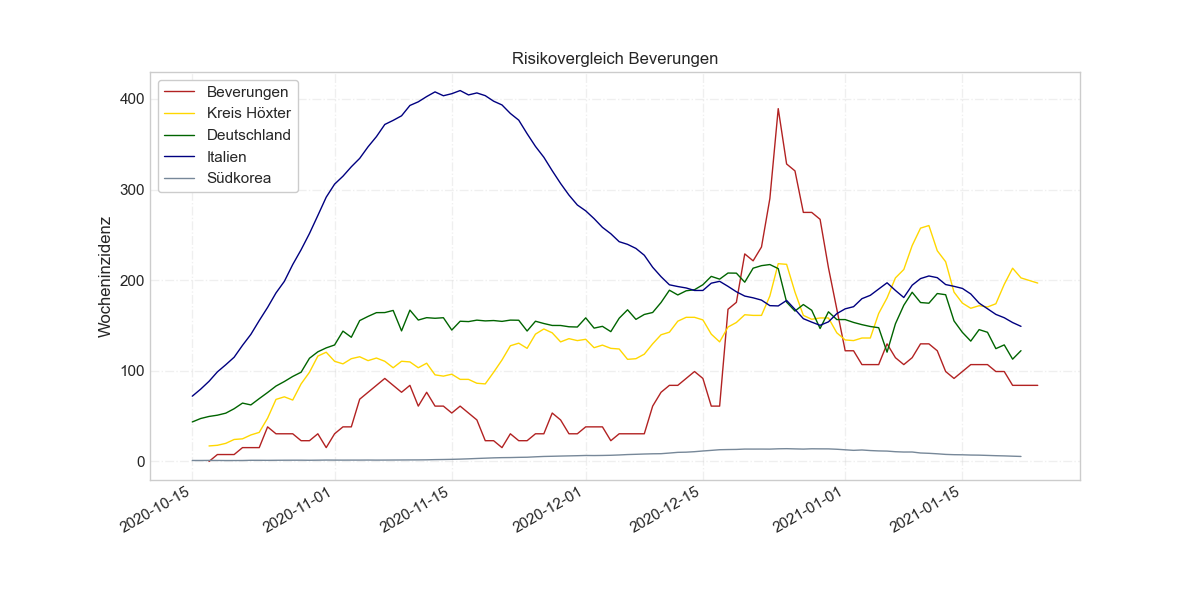 Risikovergleich Beverungen
Beverungen
Kreis Höxter
Deutschland
Italien
Südkorea
Wocheninzidenz
400
300
200
100
0
2020-10-15
2020-11-01
2020-11-15
2020-12-01
2020-12-15
2021-01-01
2021-01-15